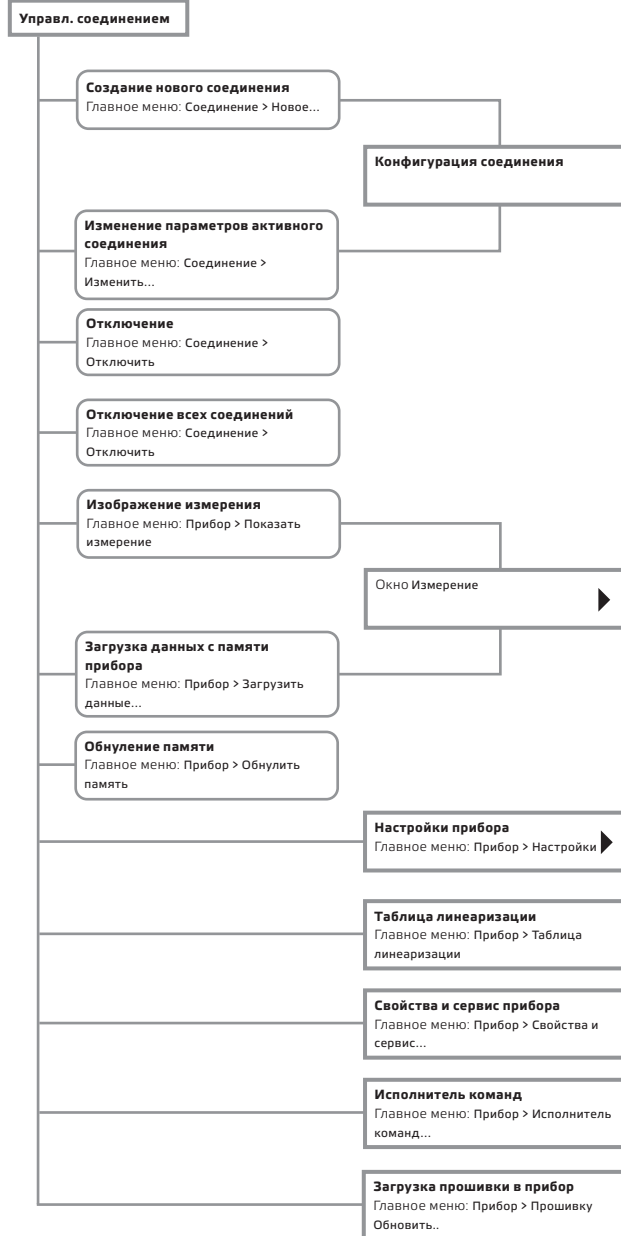 Управл. соединением
Создание нового соединения
Главное меню: Соединение > Новое...
Конфигурация соединения
Изменение параметров активного
соединения
Главное меню: Соединение >
Изменить...
Отключение
Главное меню: Соединение >
Отключить
Отключение всех соединений
Главное меню: Соединение >
Отключить
Изображение измерения
Главное меню: Прибор > Показать
измерение
Окно Измерение
Загрузка данных с памяти
прибора
Главное меню: Прибор > Загрузить
данные...
Обнуление памяти
Главное меню: Прибор > Обнулить
память
Настройки прибора
Главное меню: Прибор > Настройки
Таблица линеаризации
Главное меню: Прибор > Таблица
линеаризации
Свойства и сервис прибора
Главное меню: Прибор > Свойства и
сервис...
Исполнитель команд
Главное меню: Прибор > Исполнитель
команд...
Загрузка прошивки в прибор
Главное меню: Прибор > Прошивку
Обновить..